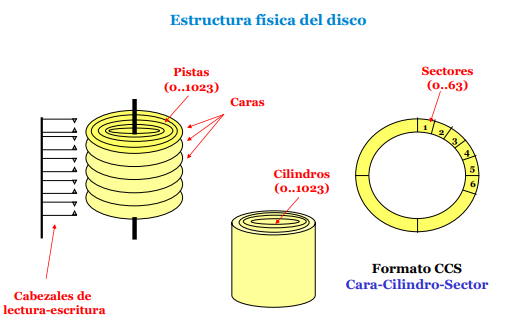 Estructura física del disco
Pistas
(0..1023)
Caras
Sectores
(0..63)
1
2
3
4
5
6
Cilindros
(0..1023)
Cabezales de
lectura-escritura
Formato CCS
Cara-Cilindro-Sector